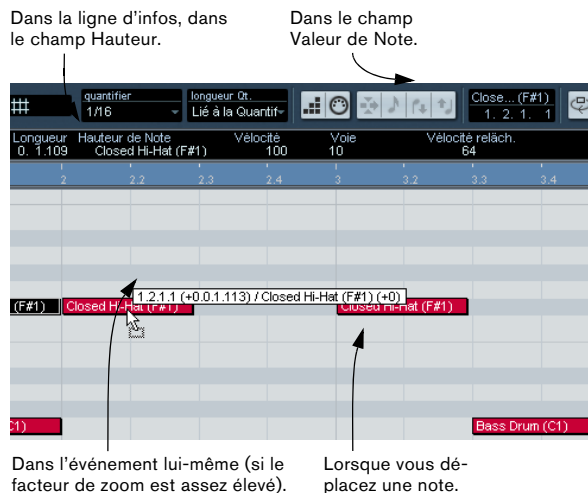 Dans la ligne d'infos, dans
le champ Hauteur.
Dans le champ
Valeur de Note.
quantifier
1/16
longueur Qt.
Lié à la Quantif
Close... (F#1)
1. 2. 1. 1
Longueur Hauteur de Note Vélocité Voie Vélocité relâch.
0. 1.109 Closed Hi-Hat (F#1) 100 10 64
2 2.2 2.3 2.4 3 3.2 3.3 3.4
1.2.1.1 (+0.0.1.113) / Closed Hi-Hat (F#1) (+0)
(F#1) Closed Hi-Hat (F#1) Closed Hi-Hat (F#1)
C1) Bass Drum (C1)
Dans l'événement lui-même (si le
facteur de zoom est assez élevé).
Lorsque vous dé-
placez une note.